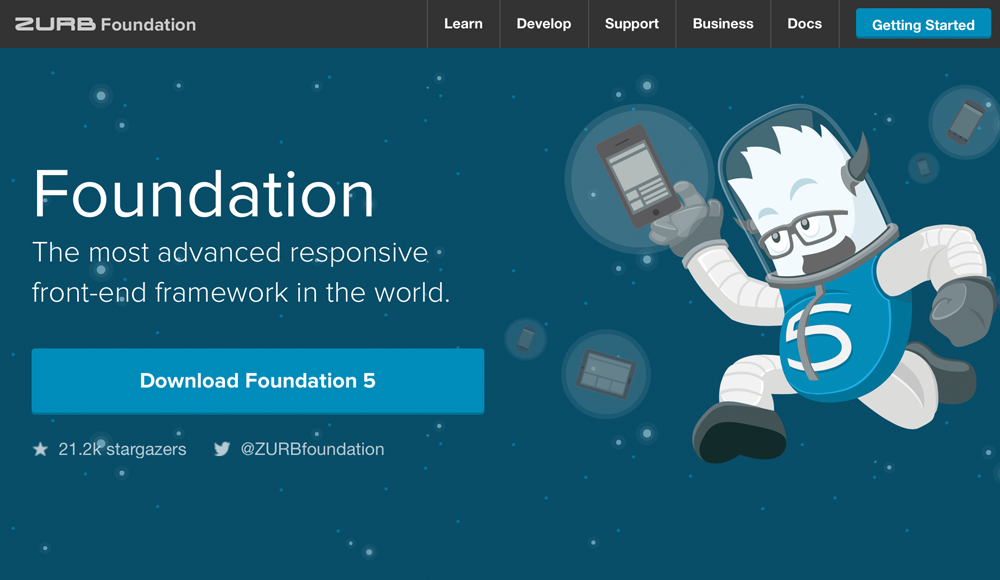 ZURB Foundation
Learn
Develop
Support
Business
Docs
Getting Started
Foundation
The most advanced responsive
front-end framework in the world.
Download Foundation 5
21.2k stargazers
@ZURBfoundation
5